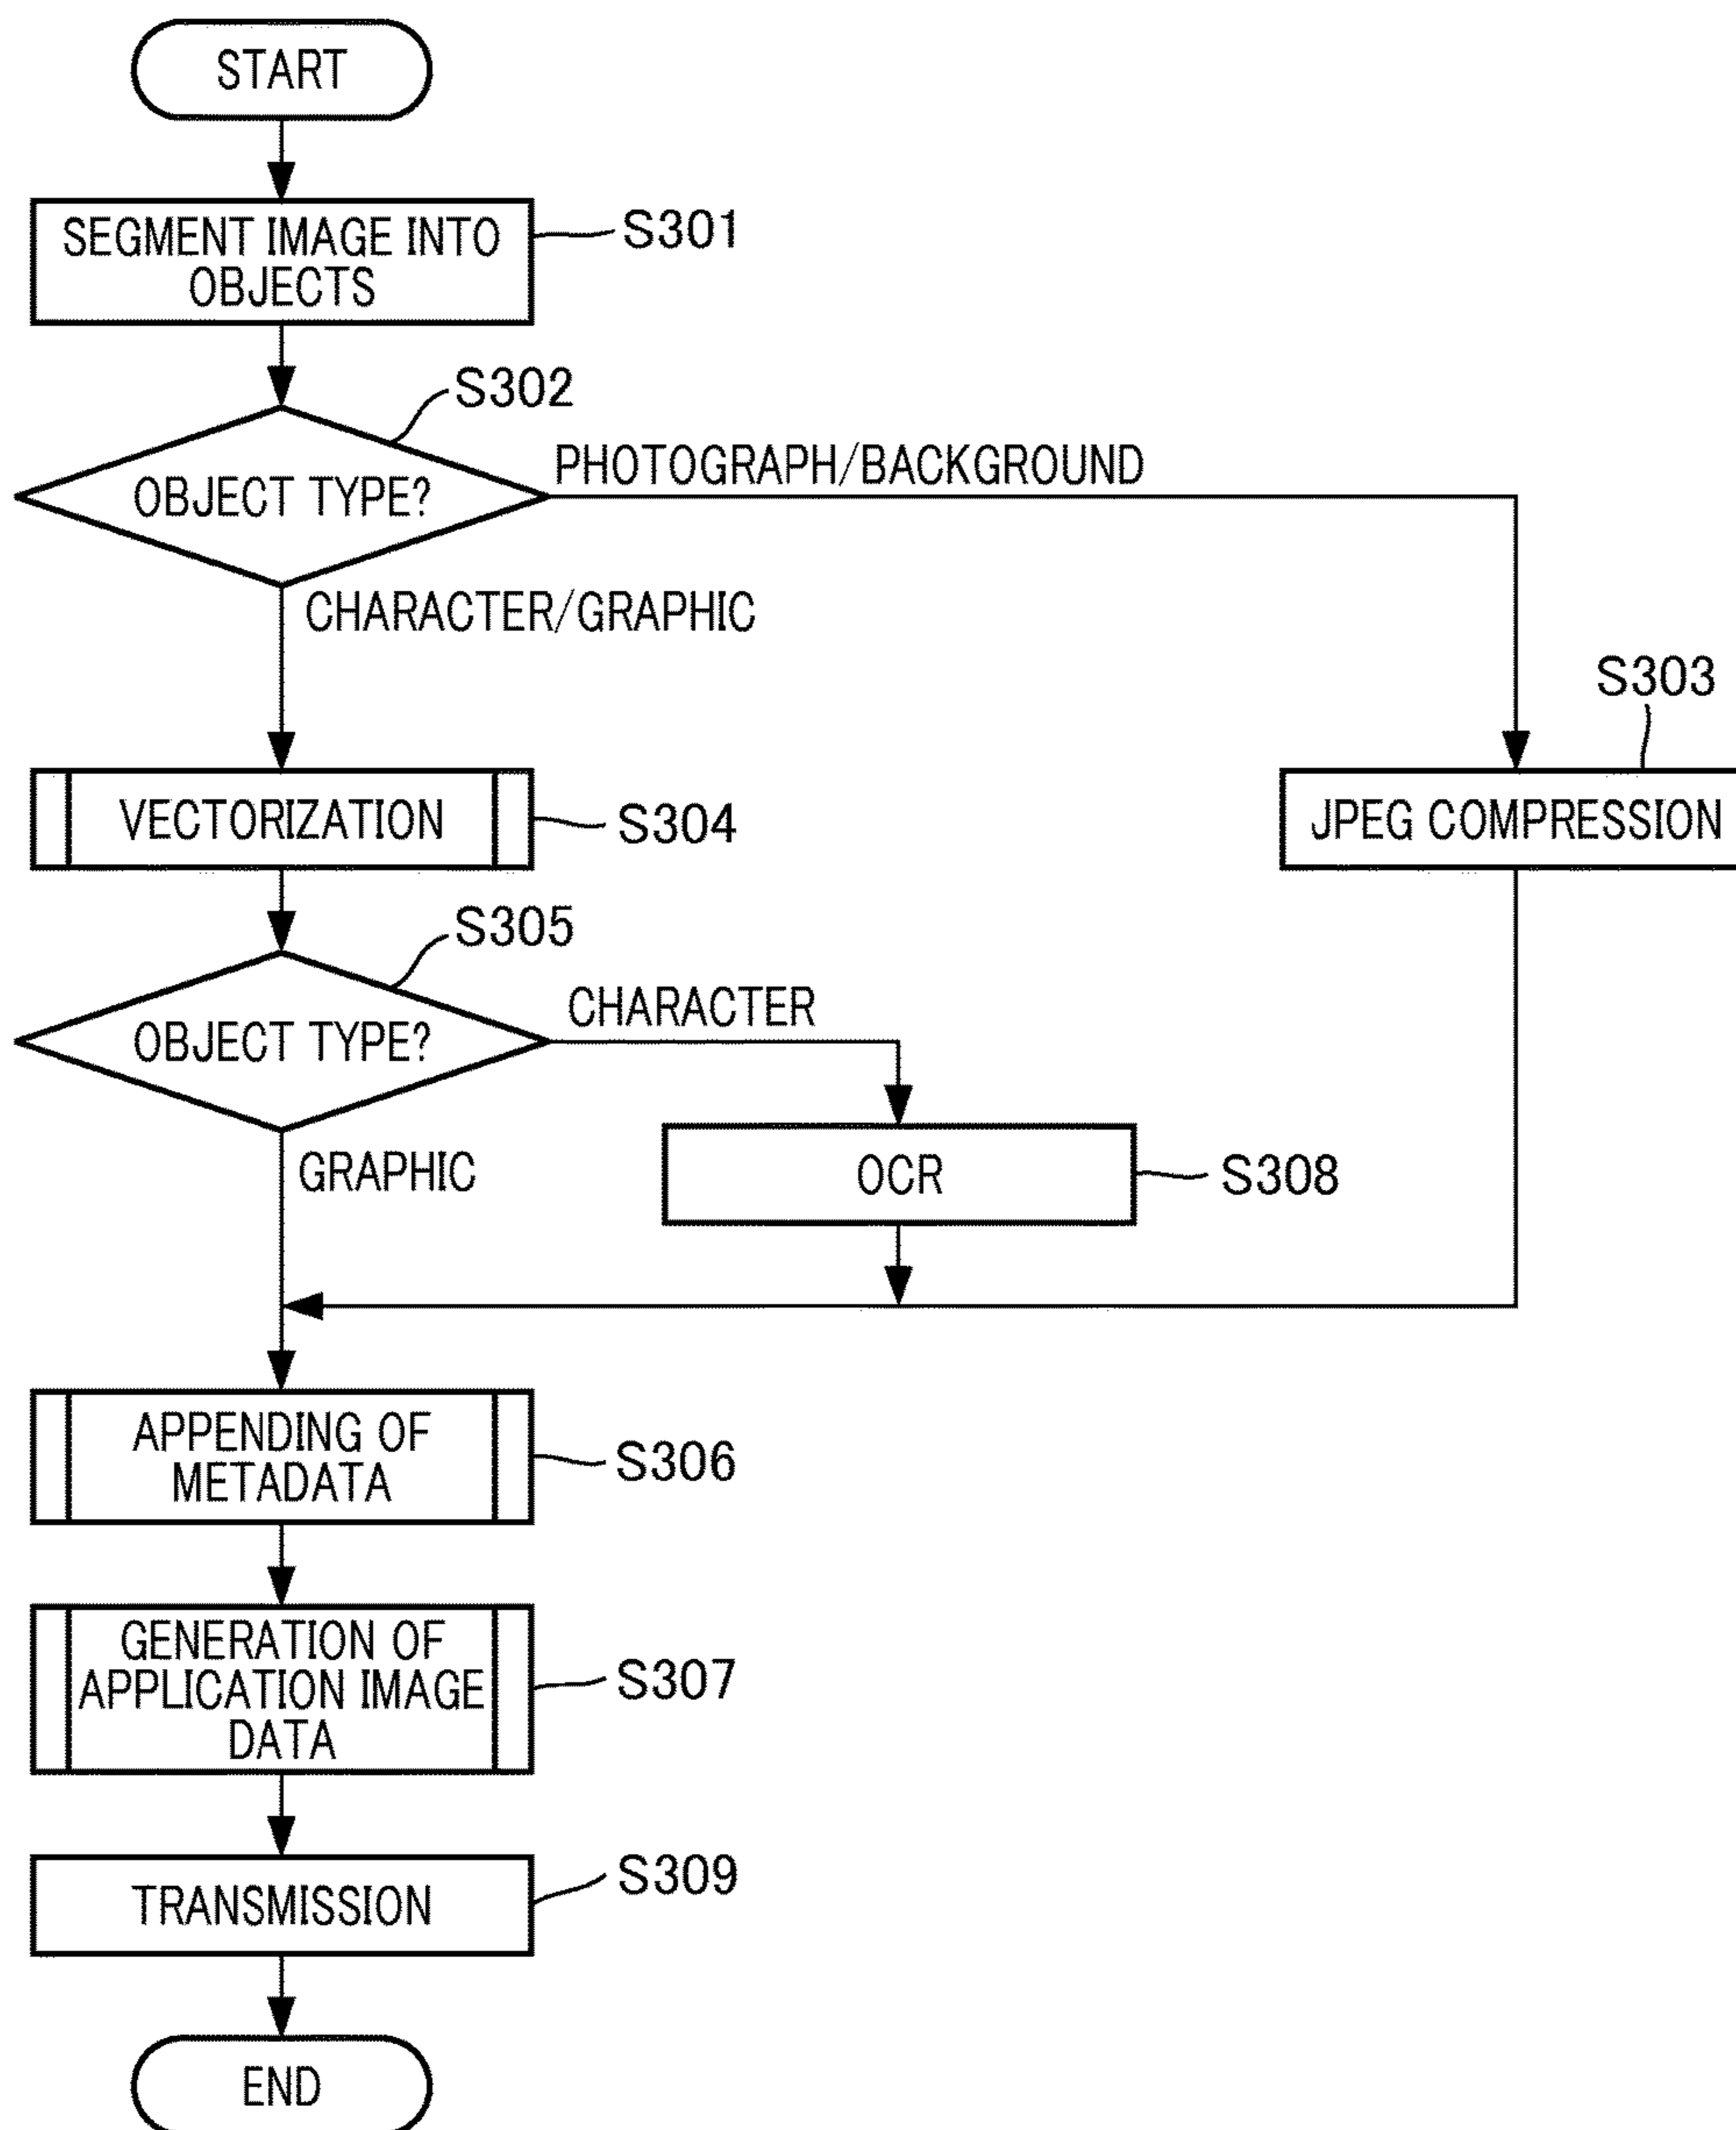 START
SEGMENT IMAGE INTO
OBJECTS
S301
S302
OBJECT TYPE?
PHOTOGRAPH/BACKGROUND
CHARACTER/GRAPHIC
S303
JPEG COMPRESSION
VECTORIZATION
S304
S305
OBJECT TYPE?
CHARACTER
GRAPHIC
OCR
S308
APPENDING OF
METADATA
S306
GENERATION OF
APPLICATION IMAGE
DATA
S307
TRANSMISSION
S309
END